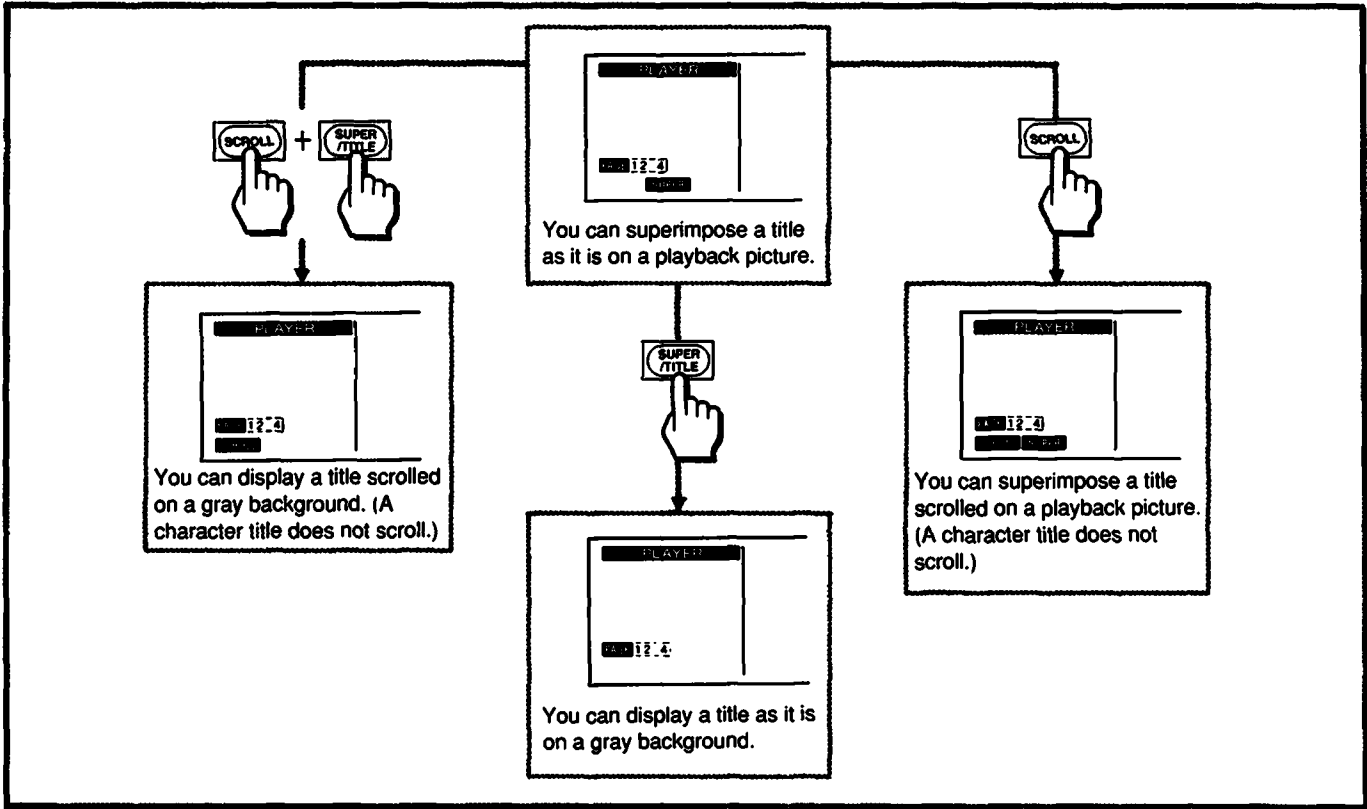 PLAYER
12 4
You can superimpose a title
as it is on a playback picture.
SCROLL + SUPER
/TITLE
SCROLL
PLAYER
12 4
You can display a title scrolled
on a gray background. (A
character title does not scroll.)
SUPER
/TITLE
PLAYER
12 4
You can superimpose a title
scrolled on a playback picture.
(A character title does not
scroll.)
PLAYER
12 4
You can display a title as it is
on a gray background.